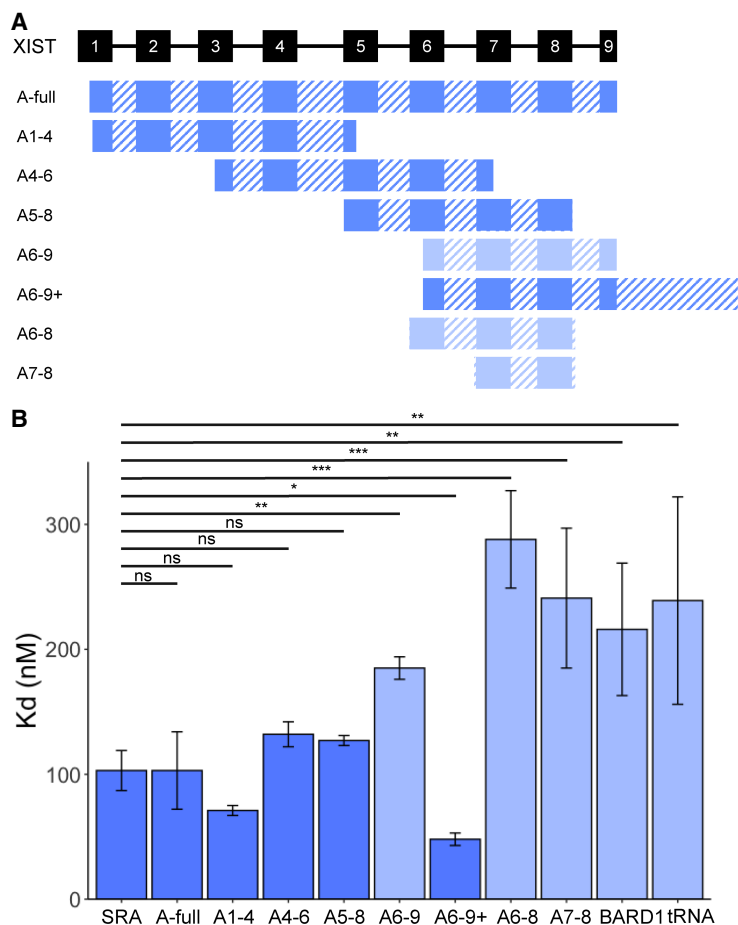 A
XIST 1 2 3 4 5 6 7 8 9
A-full
A1-4
A4-6
A5-8
A6-9
A6-9+
A6-8
A7-8
B
**
**
***
***
*
**
ns
ns
ns
ns
Kd (nM)
300
200
100
0
SRA A-full A1-4 A4-6 A5-8 A6-9 A6-9+ A6-8 A7-8 BARD1 tRNA